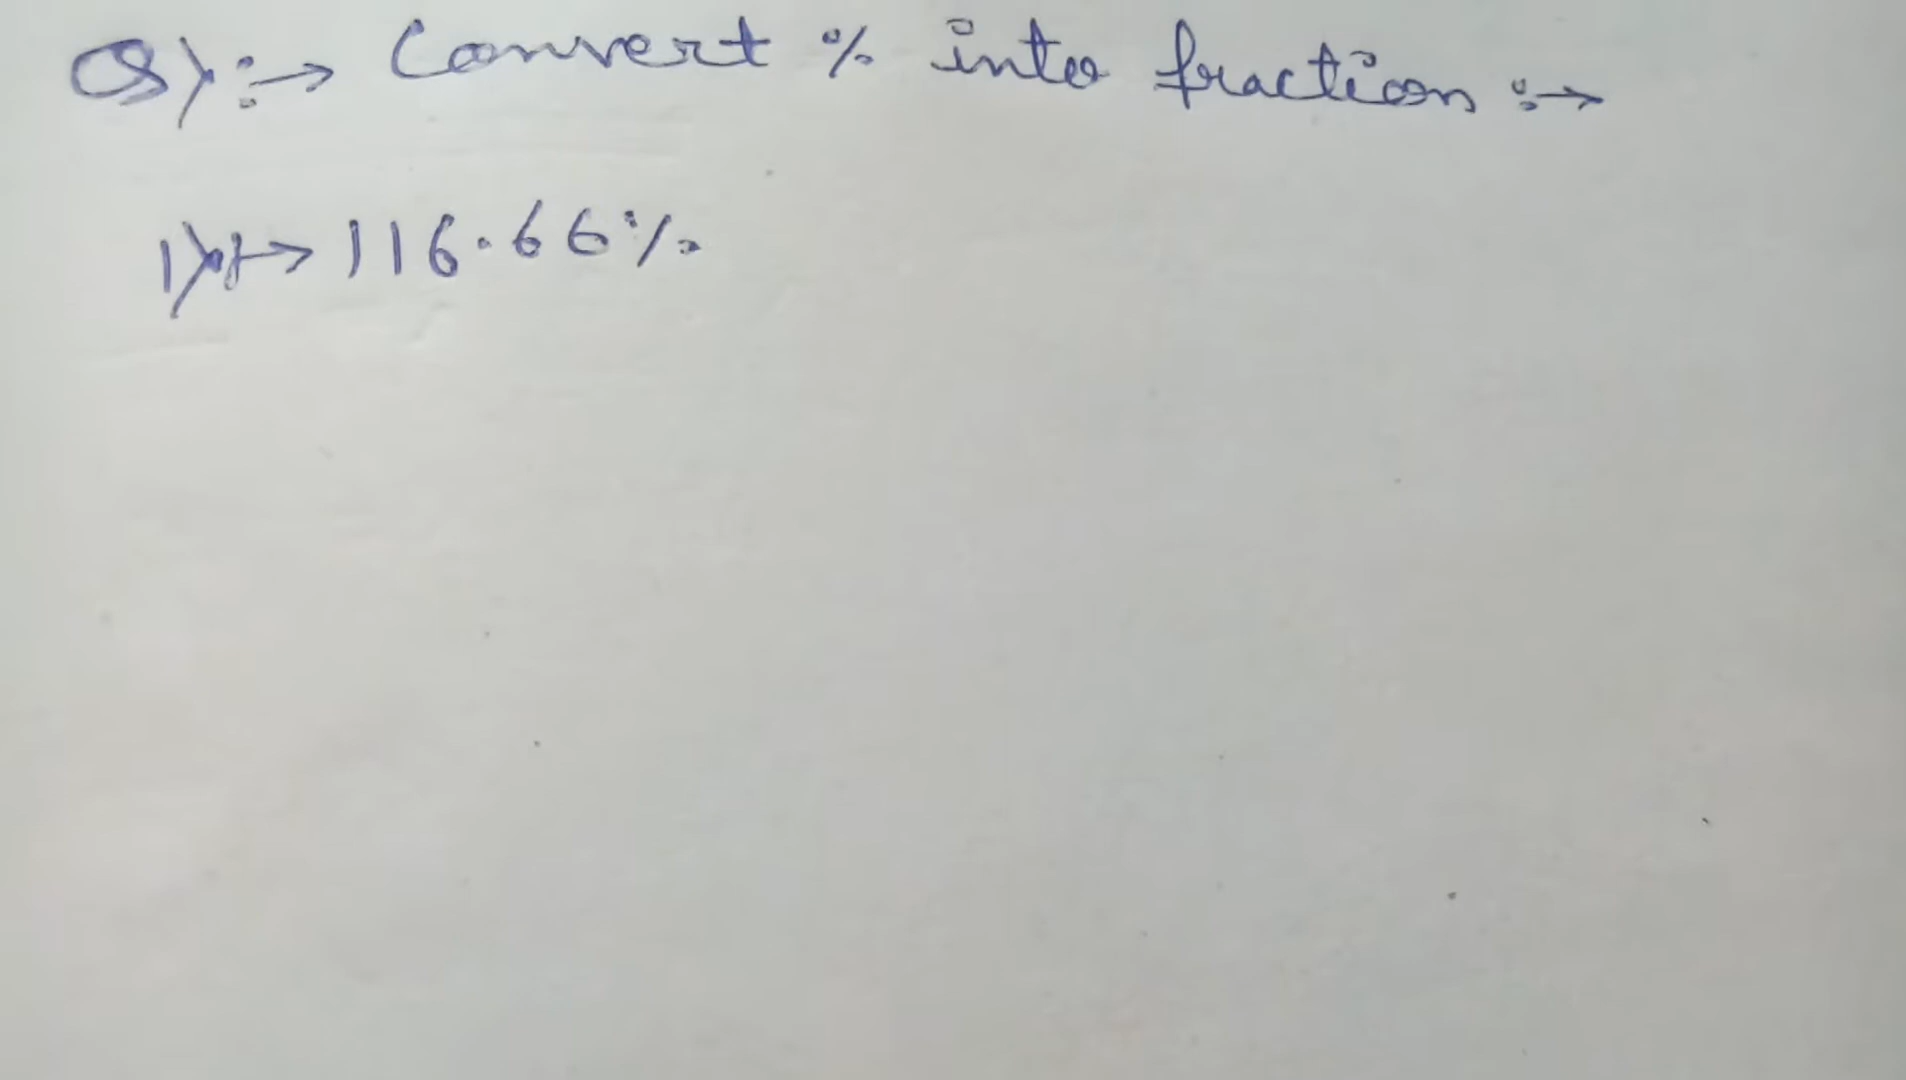 Q):→ Convert % into fraction :→
1):→ 116.66%